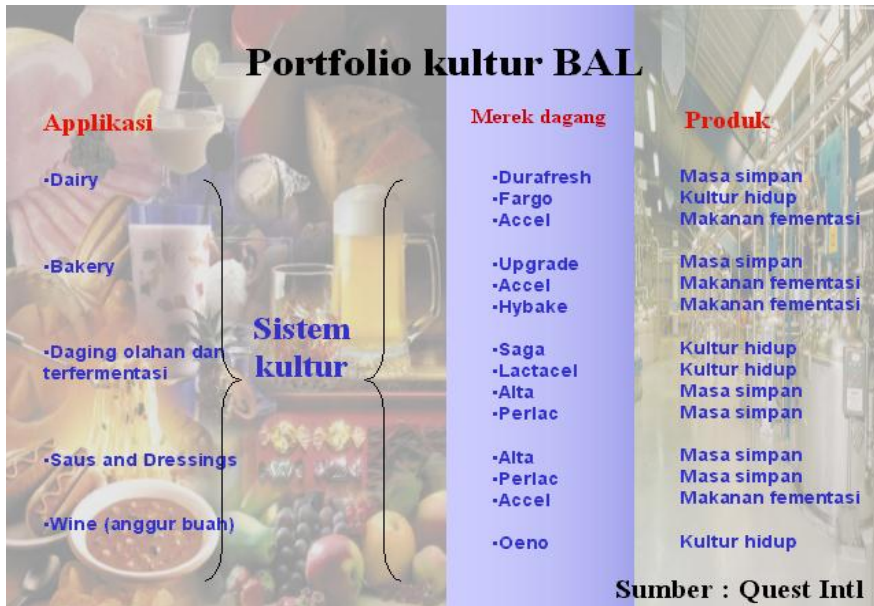 Portfolio kultur BAL
Applikasi
Merek dagang
Produk
•Dairy
•Durafresh Masa simpan
•Fargo Kultur hidup
•Accel Makanan fementasi
•Bakery
•Upgrade Masa simpan
•Accel Makanan fementasi
•Hybake Makanan fementasi
Sistem
kultur
•Daging olahan dan
terfermentasi
•Saga Kultur hidup
•Lactacel Kultur hidup
•Alta Masa simpan
•Perlac Masa simpan
•Saus and Dressings
•Alta Masa simpan
•Perlac Masa simpan
•Accel Makanan fementasi
•Wine (anggur buah)
•Oeno Kultur hidup
Sumber : Quest Intl